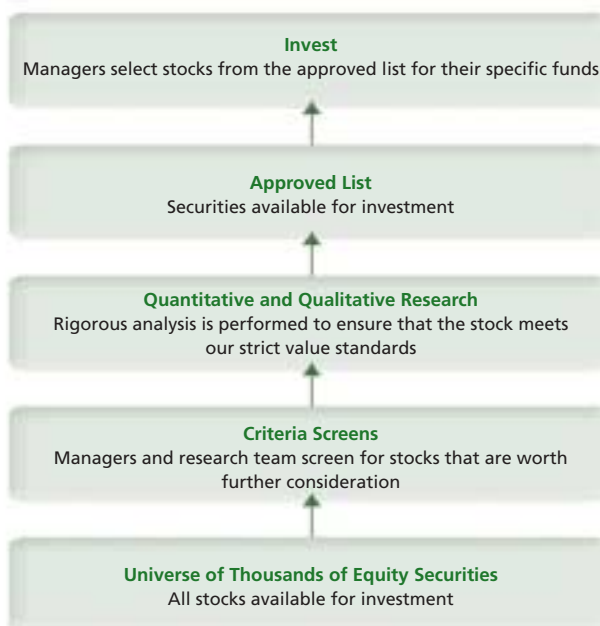 Invest
Managers select stocks from the approved list for their specific funds
Approved List
Securities available for investment
Quantitative and Qualitative Research
Rigorous analysis is performed to ensure that the stock meets
our strict value standards
Criteria Screens
Managers and research team screen for stocks that are worth
further consideration
Universe of Thousands of Equity Securities
All stocks available for investment